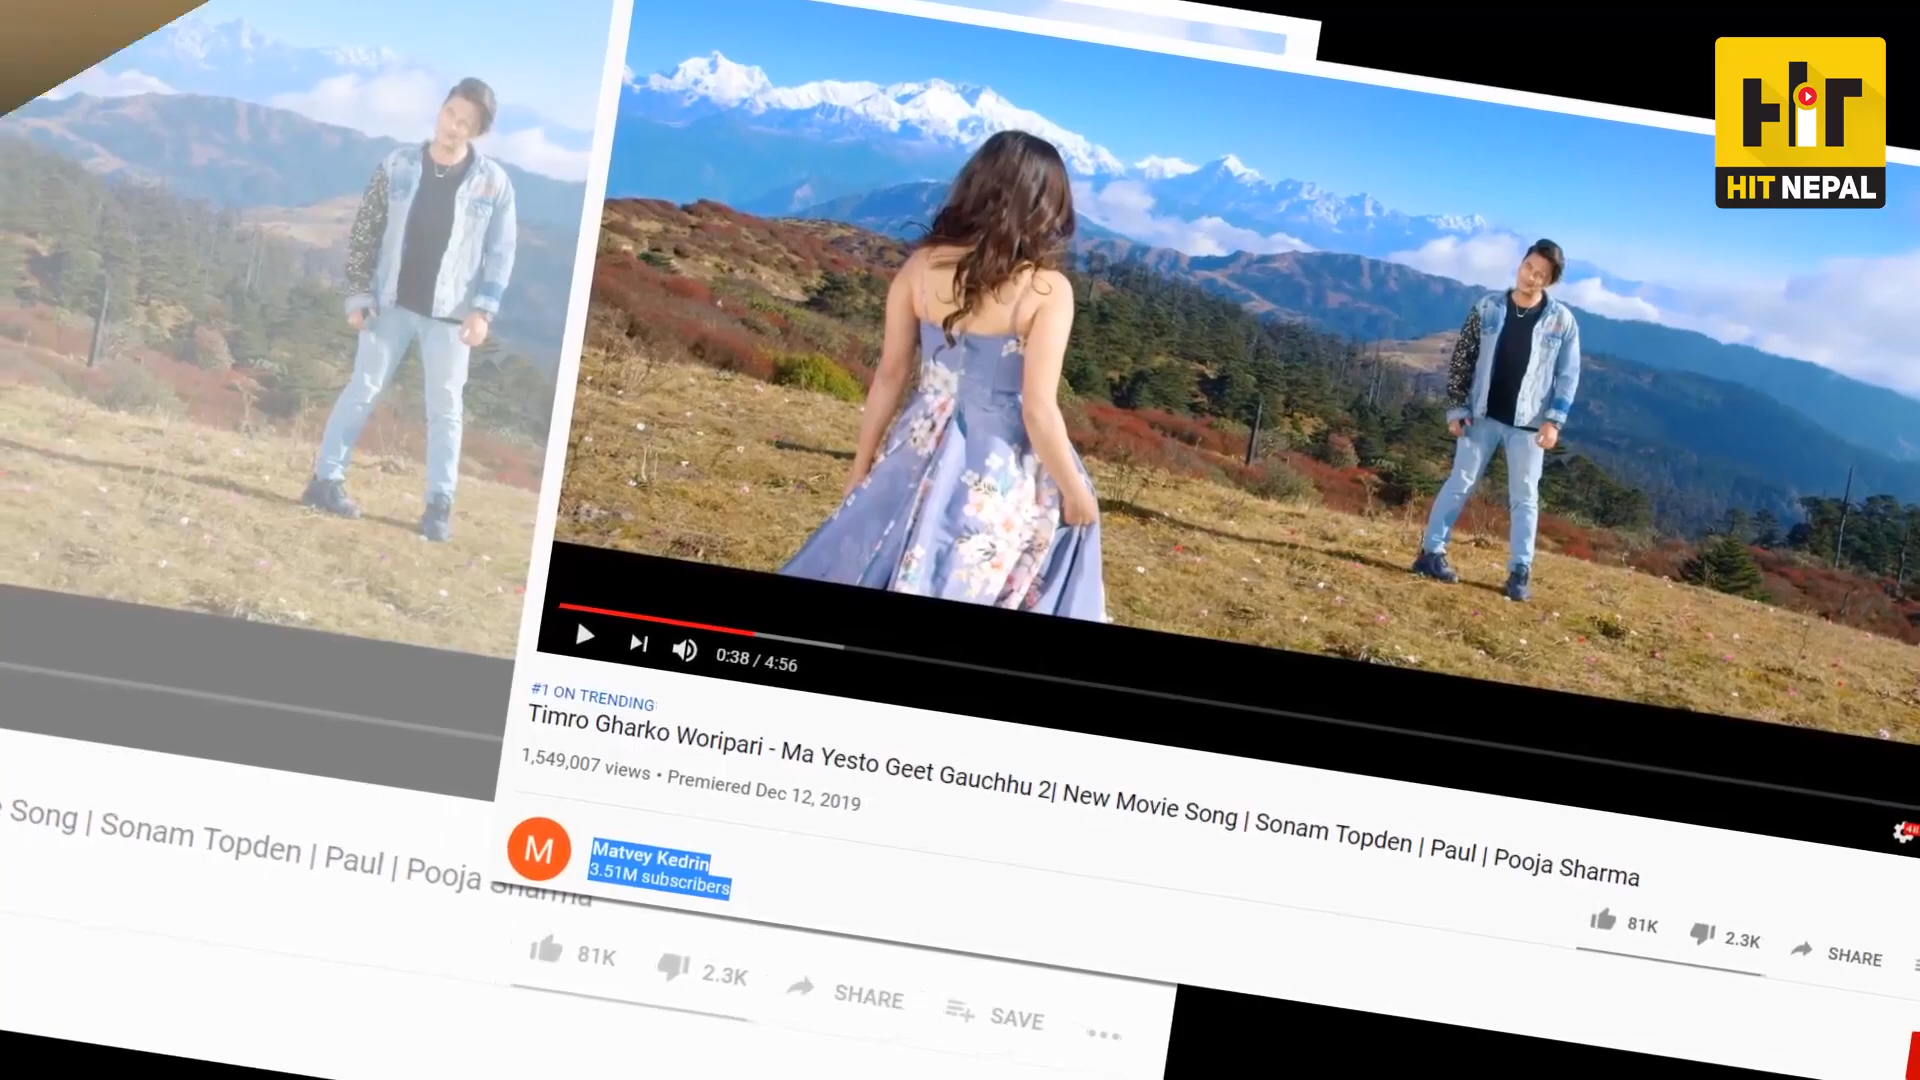 HiT
HIT NEPAL
0:38 / 4:56
#1 ON TRENDING
Timro Gharko Woripari - Ma Yesto Geet Gauchhu 2| New Movie Song | Sonam Topden | Paul | Pooja Sharma
1,549,007 views • Premiered Dec 12, 2019
81K
2.3K
SHARE
M
Matvey Kedrin
3.51M subscribers
Song | Sonam Topden | Paul | Pooja Sharma
81K
2.3K
SHARE
SAVE